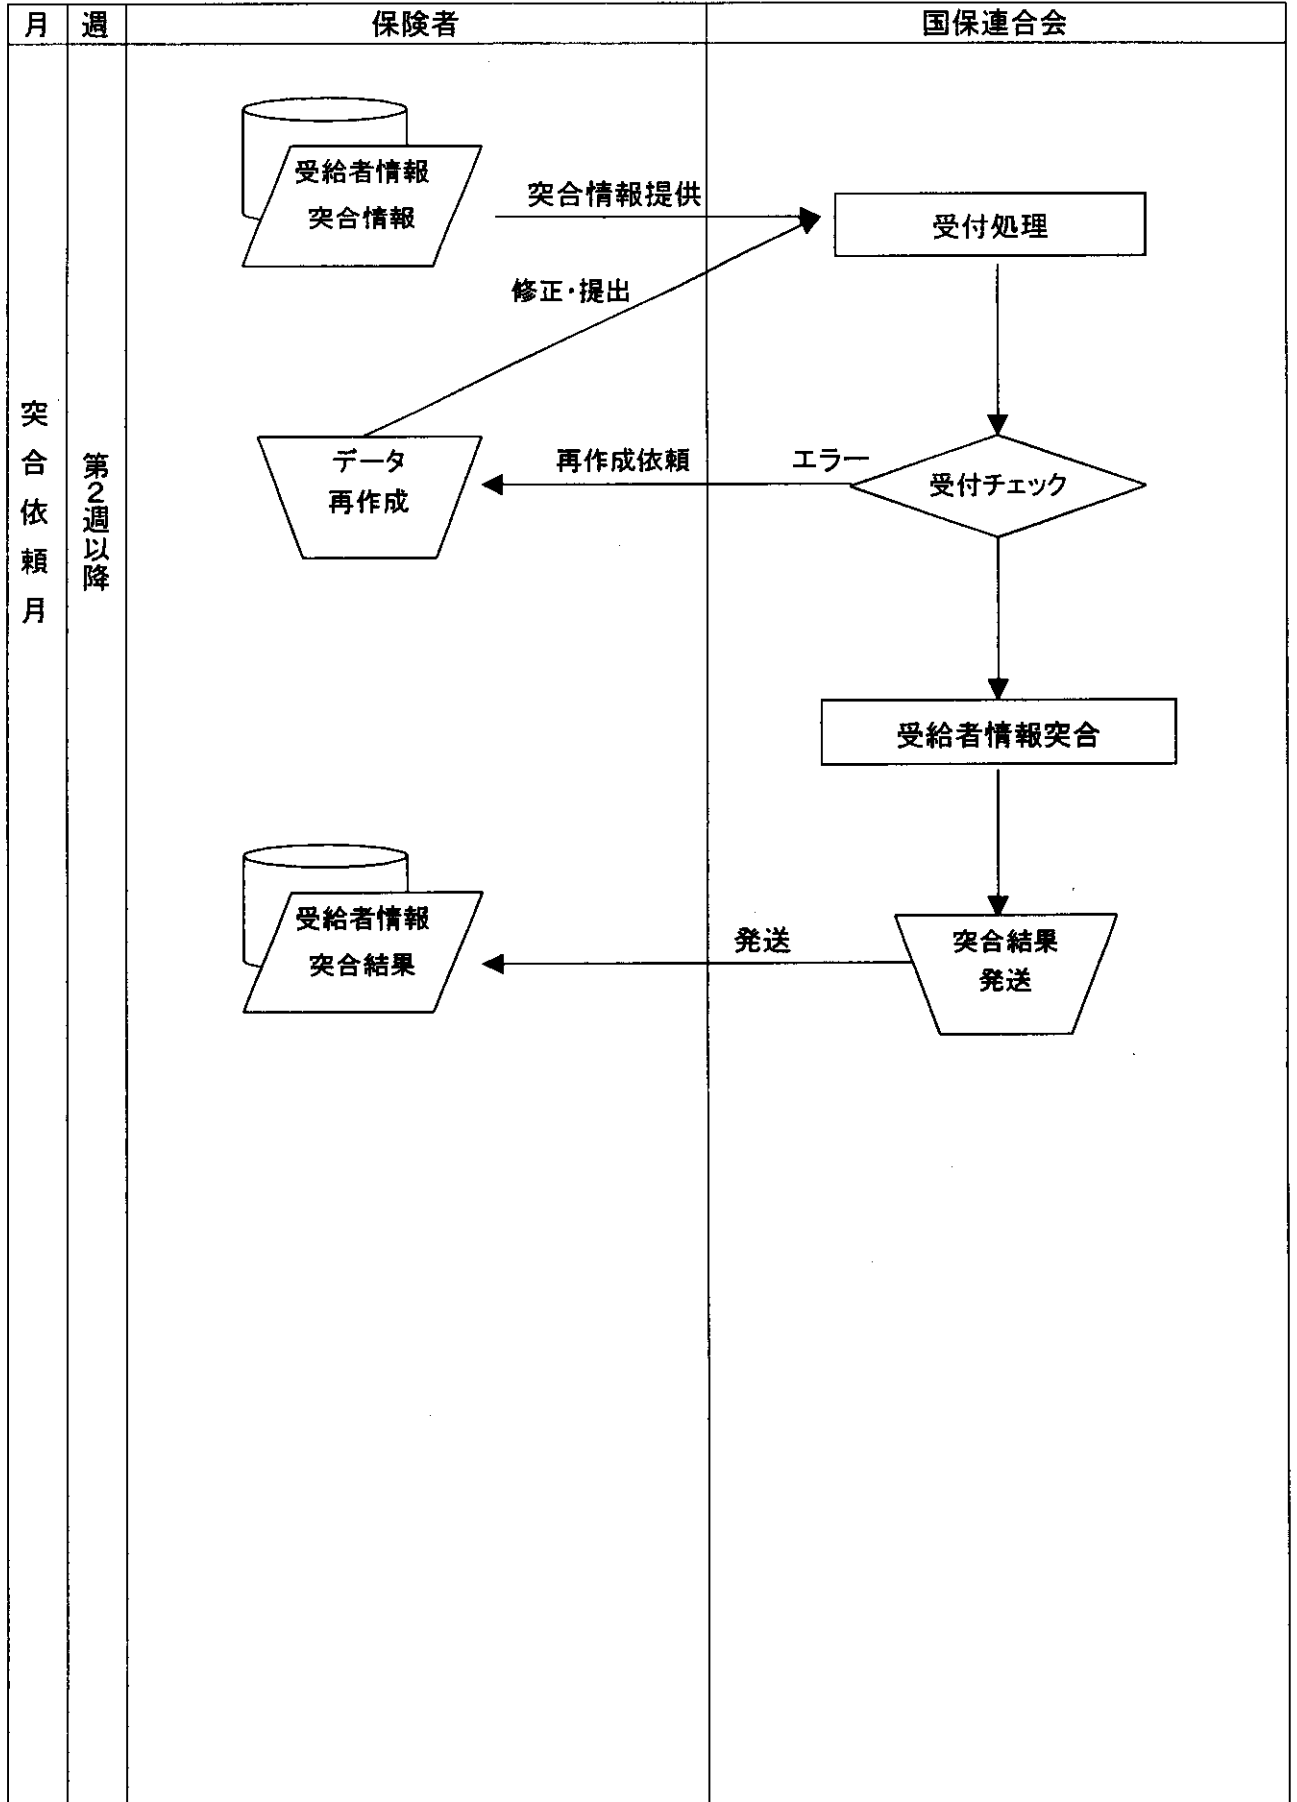 月 週 保険者 国保連合会
受給者情報
突合情報
突合情報提供
受付処理
修正・提出
突合依頼月
第2週以降
データ
再作成
再作成依頼
エラー
受付チェック
受給者情報突合
受給者情報
突合結果
発送
突合結果
発送